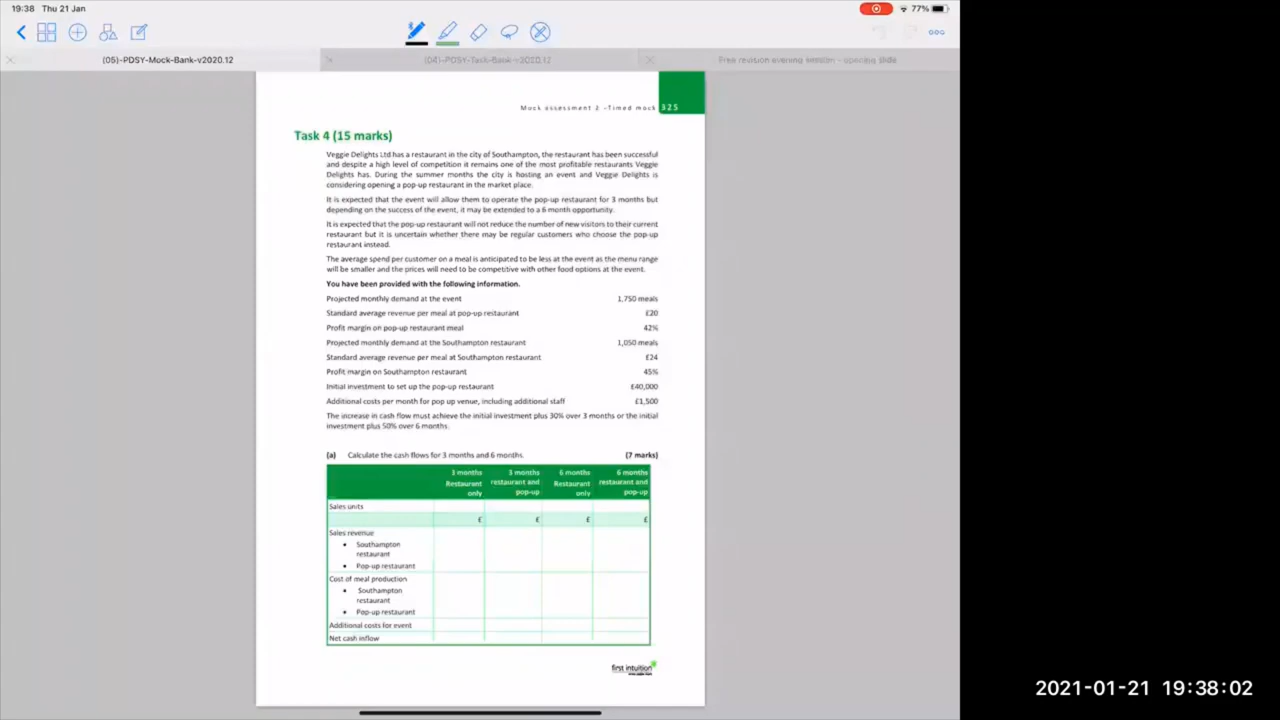 19:38 Thu 21 Jan
77%
(05)-PDSY-Mock-Bank-v2020.12
(04)-PDSY-Task-Bank-v2020.12
Free revision evening session - opening slide
Mock assessment 2 –Timed mock 325
Task 4 (15 marks)
Veggie Delights Ltd has a restaurant in the city of Southampton, the restaurant has been successful
and despite a high level of competition it remains one of the most profitable restaurants Veggie
Delights has. During the summer months the city is hosting an event and Veggie Delights is
considering opening a pop-up restaurant in the market place.
It is expected that the event will allow them to operate the pop-up restaurant for 3 months but
depending on the success of the event, it may be extended to a 6 month opportunity.
It is expected that the pop-up restaurant will not reduce the number of new visitors to their current
restaurant but it is uncertain whether there may be regular customers who choose the pop-up
restaurant instead.
The average spend per customer on a meal is anticipated to be less at the event as the menu range
will be smaller and the prices will need to be competitive with other food options at the event.
You have been provided with the following information.
Projected monthly demand at the event 1,750 meals
Standard average revenue per meal at pop-up restaurant £20
Profit margin on pop-up restaurant meal 42%
Projected monthly demand at the Southampton restaurant 1,050 meals
Standard average revenue per meal at Southampton restaurant £24
Profit margin on Southampton restaurant 45%
Initial investment to set up the pop-up restaurant £40,000
Additional costs per month for pop up venue, including additional staff £1,500
The increase in cash flow must achieve the initial investment plus 30% over 3 months or the initial
investment plus 50% over 6 months.
(a) Calculate the cash flows for 3 months and 6 months. (7 marks)
3 months 3 months 6 months 6 months
Restaurant restaurant and Restaurant restaurant and
only pop-up only pop-up
Sales units
£ £ £ £
Sales revenue
• Southampton
restaurant
• Pop-up restaurant
Cost of meal production
• Southampton
restaurant
• Pop-up restaurant
Additional costs for event
Net cash inflow
first intuition
2021-01-21 19:38:02